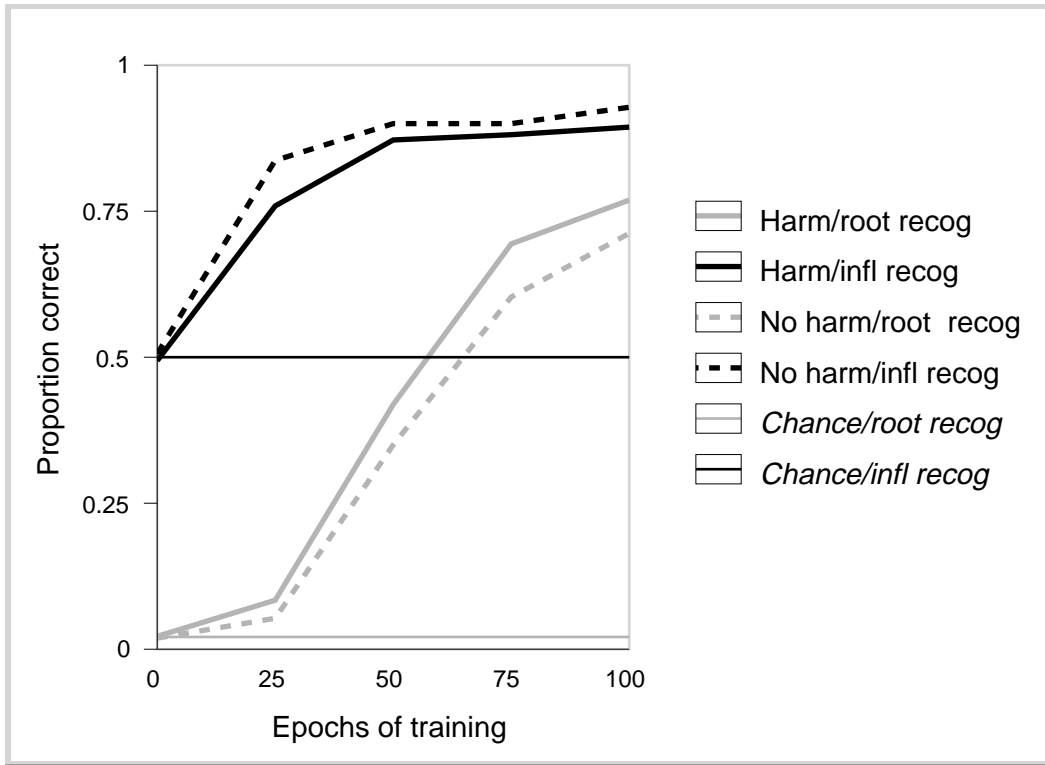 1
0.75
0.5
0.25
0
0 25 50 75 100
Proportion correct
Epochs of training
Harm/root recog
Harm/infl recog
No harm/root recog
No harm/infl recog
Chance/root recog
Chance/infl recog